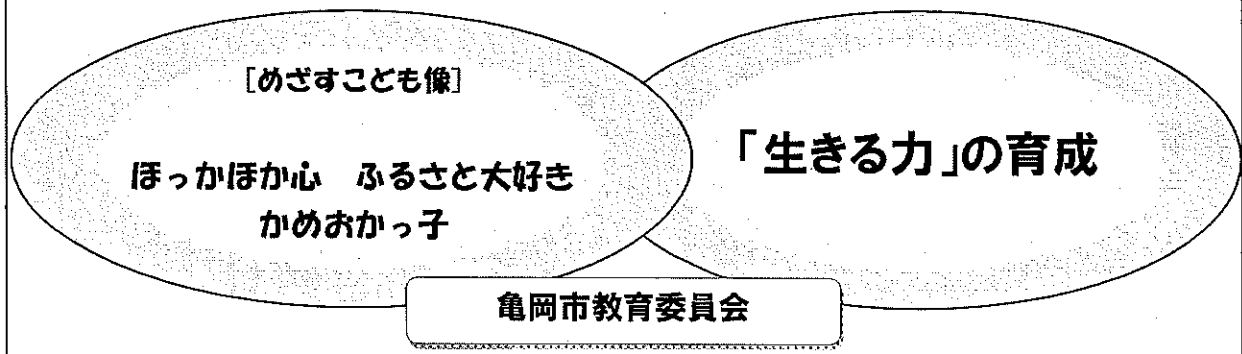 ［めざすこども像］
ほっかほか心　ふるさと大好き
かめおかっ子
「生きる力」の育成
亀岡市教育委員会